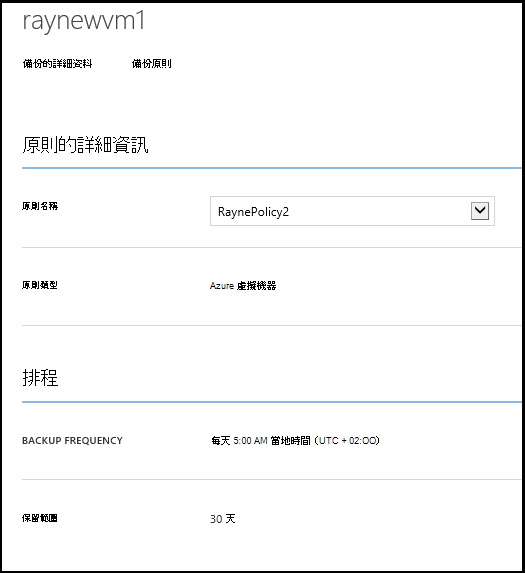 raynewvm1
備份的詳細資料 備份原則
原則的詳細資訊
原則名稱 RaynePolicy2
原則類型 Azure 虛擬機器
排程
BACKUP FREQUENCY 每天 5:00 AM 當地時間 (UTC + 02:00)
保留範圍 30 天